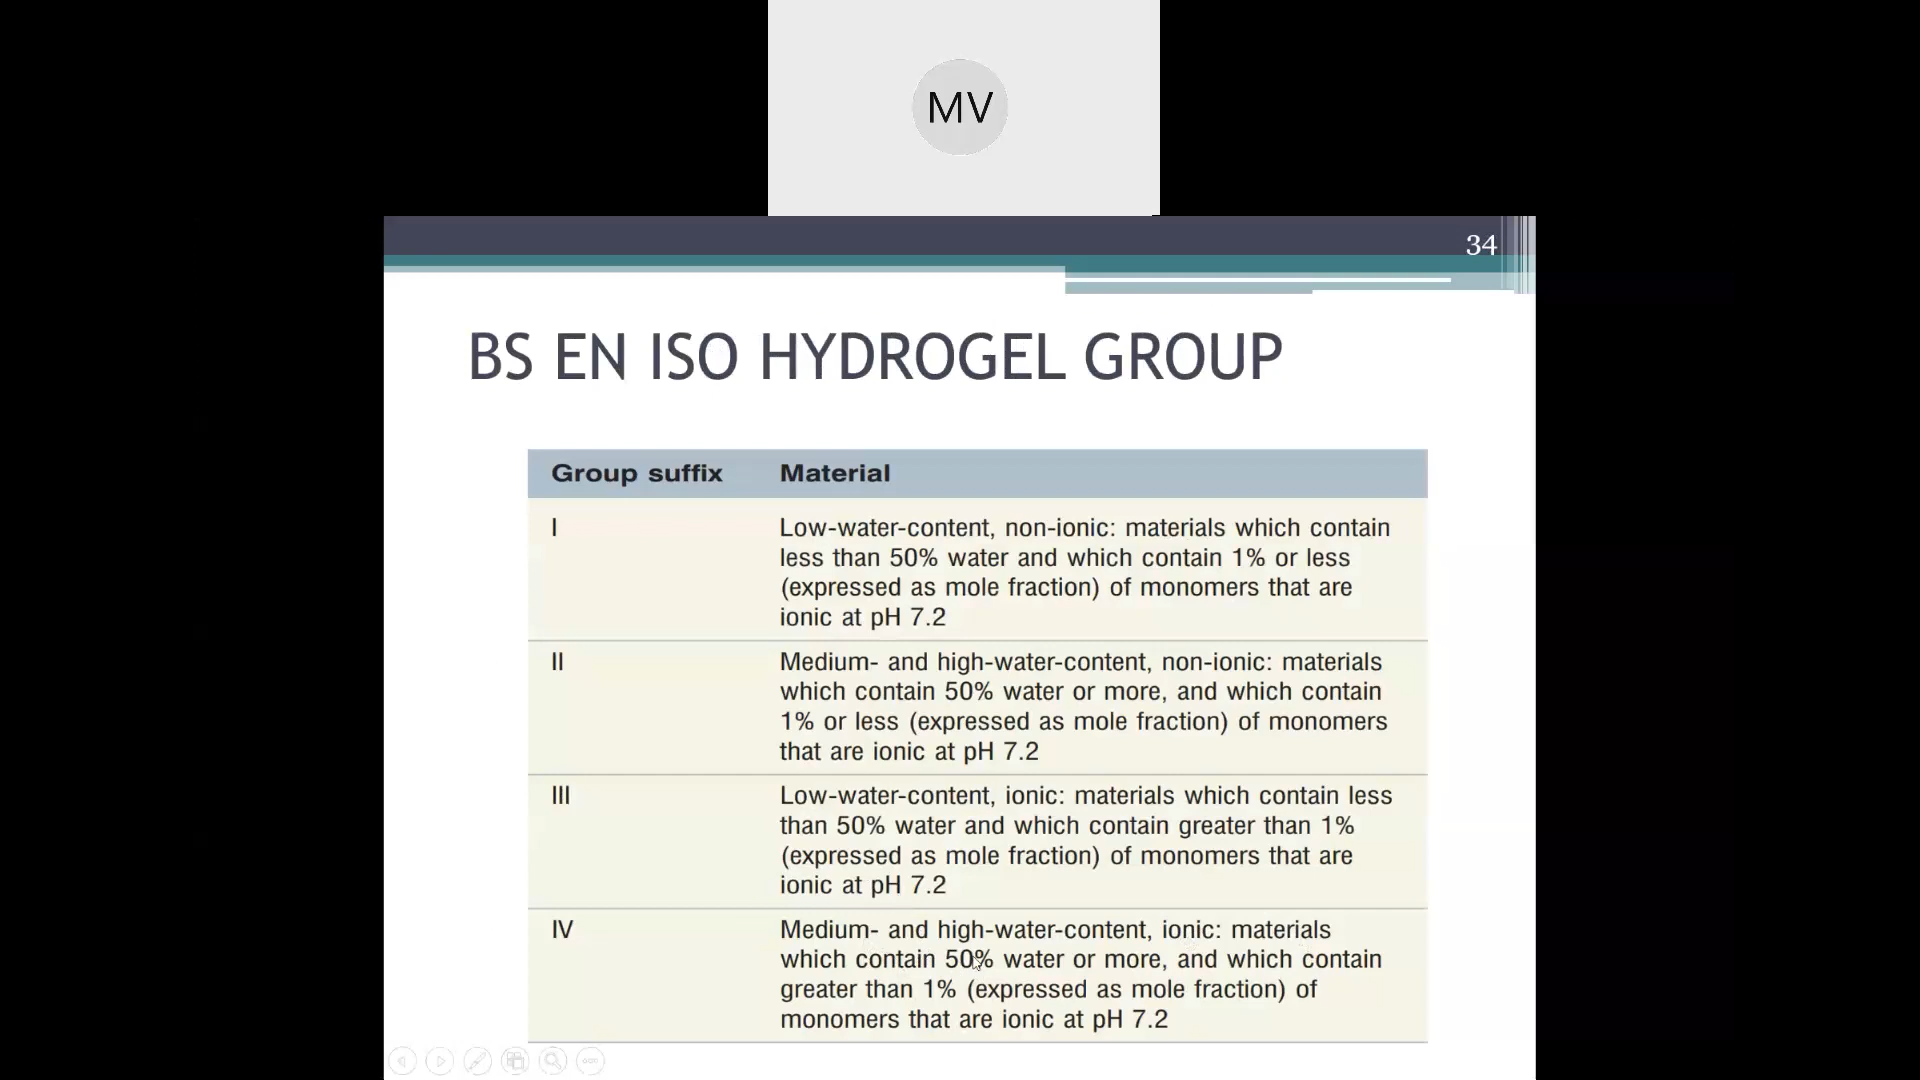 MV
34
BS EN ISO HYDROGEL GROUP
Group suffix Material
I Low-water-content, non-ionic: materials which contain
less than 50% water and which contain 1% or less
(expressed as mole fraction) of monomers that are
ionic at pH 7.2
II Medium- and high-water-content, non-ionic: materials
which contain 50% water or more, and which contain
1% or less (expressed as mole fraction) of monomers
that are ionic at pH 7.2
III Low-water-content, ionic: materials which contain less
than 50% water and which contain greater than 1%
(expressed as mole fraction) of monomers that are
ionic at pH 7.2
IV Medium- and high-water-content, ionic: materials
which contain 50% water or more, and which contain
greater than 1% (expressed as mole fraction) of
monomers that are ionic at pH 7.2